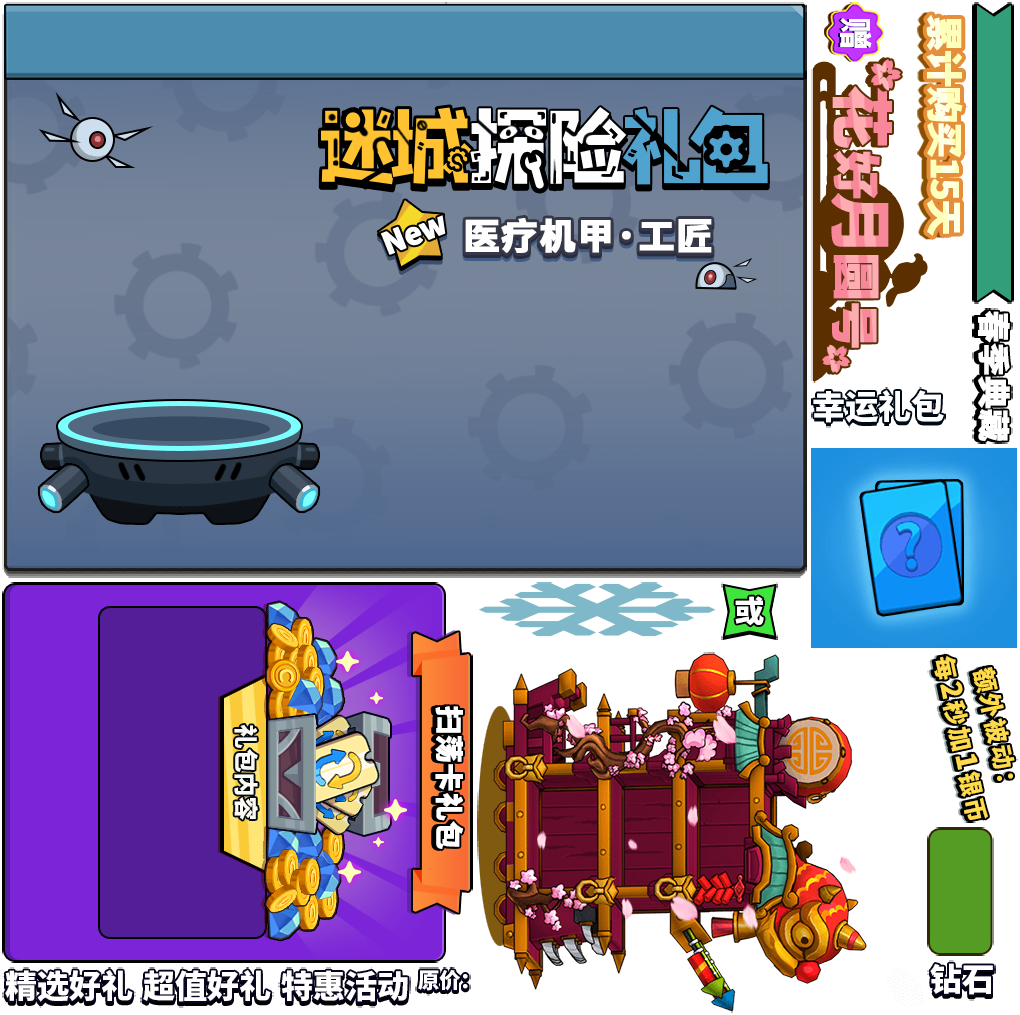 迷城探险礼包
New
医疗机甲·工匠
赠
累计购买15天
花好月圆号
幸运礼包
春季典藏
?
或
扫荡卡礼包
礼包内容
额外被动:
每2秒加1银币
钻石
精选好礼 超值好礼 特惠活动 原价: